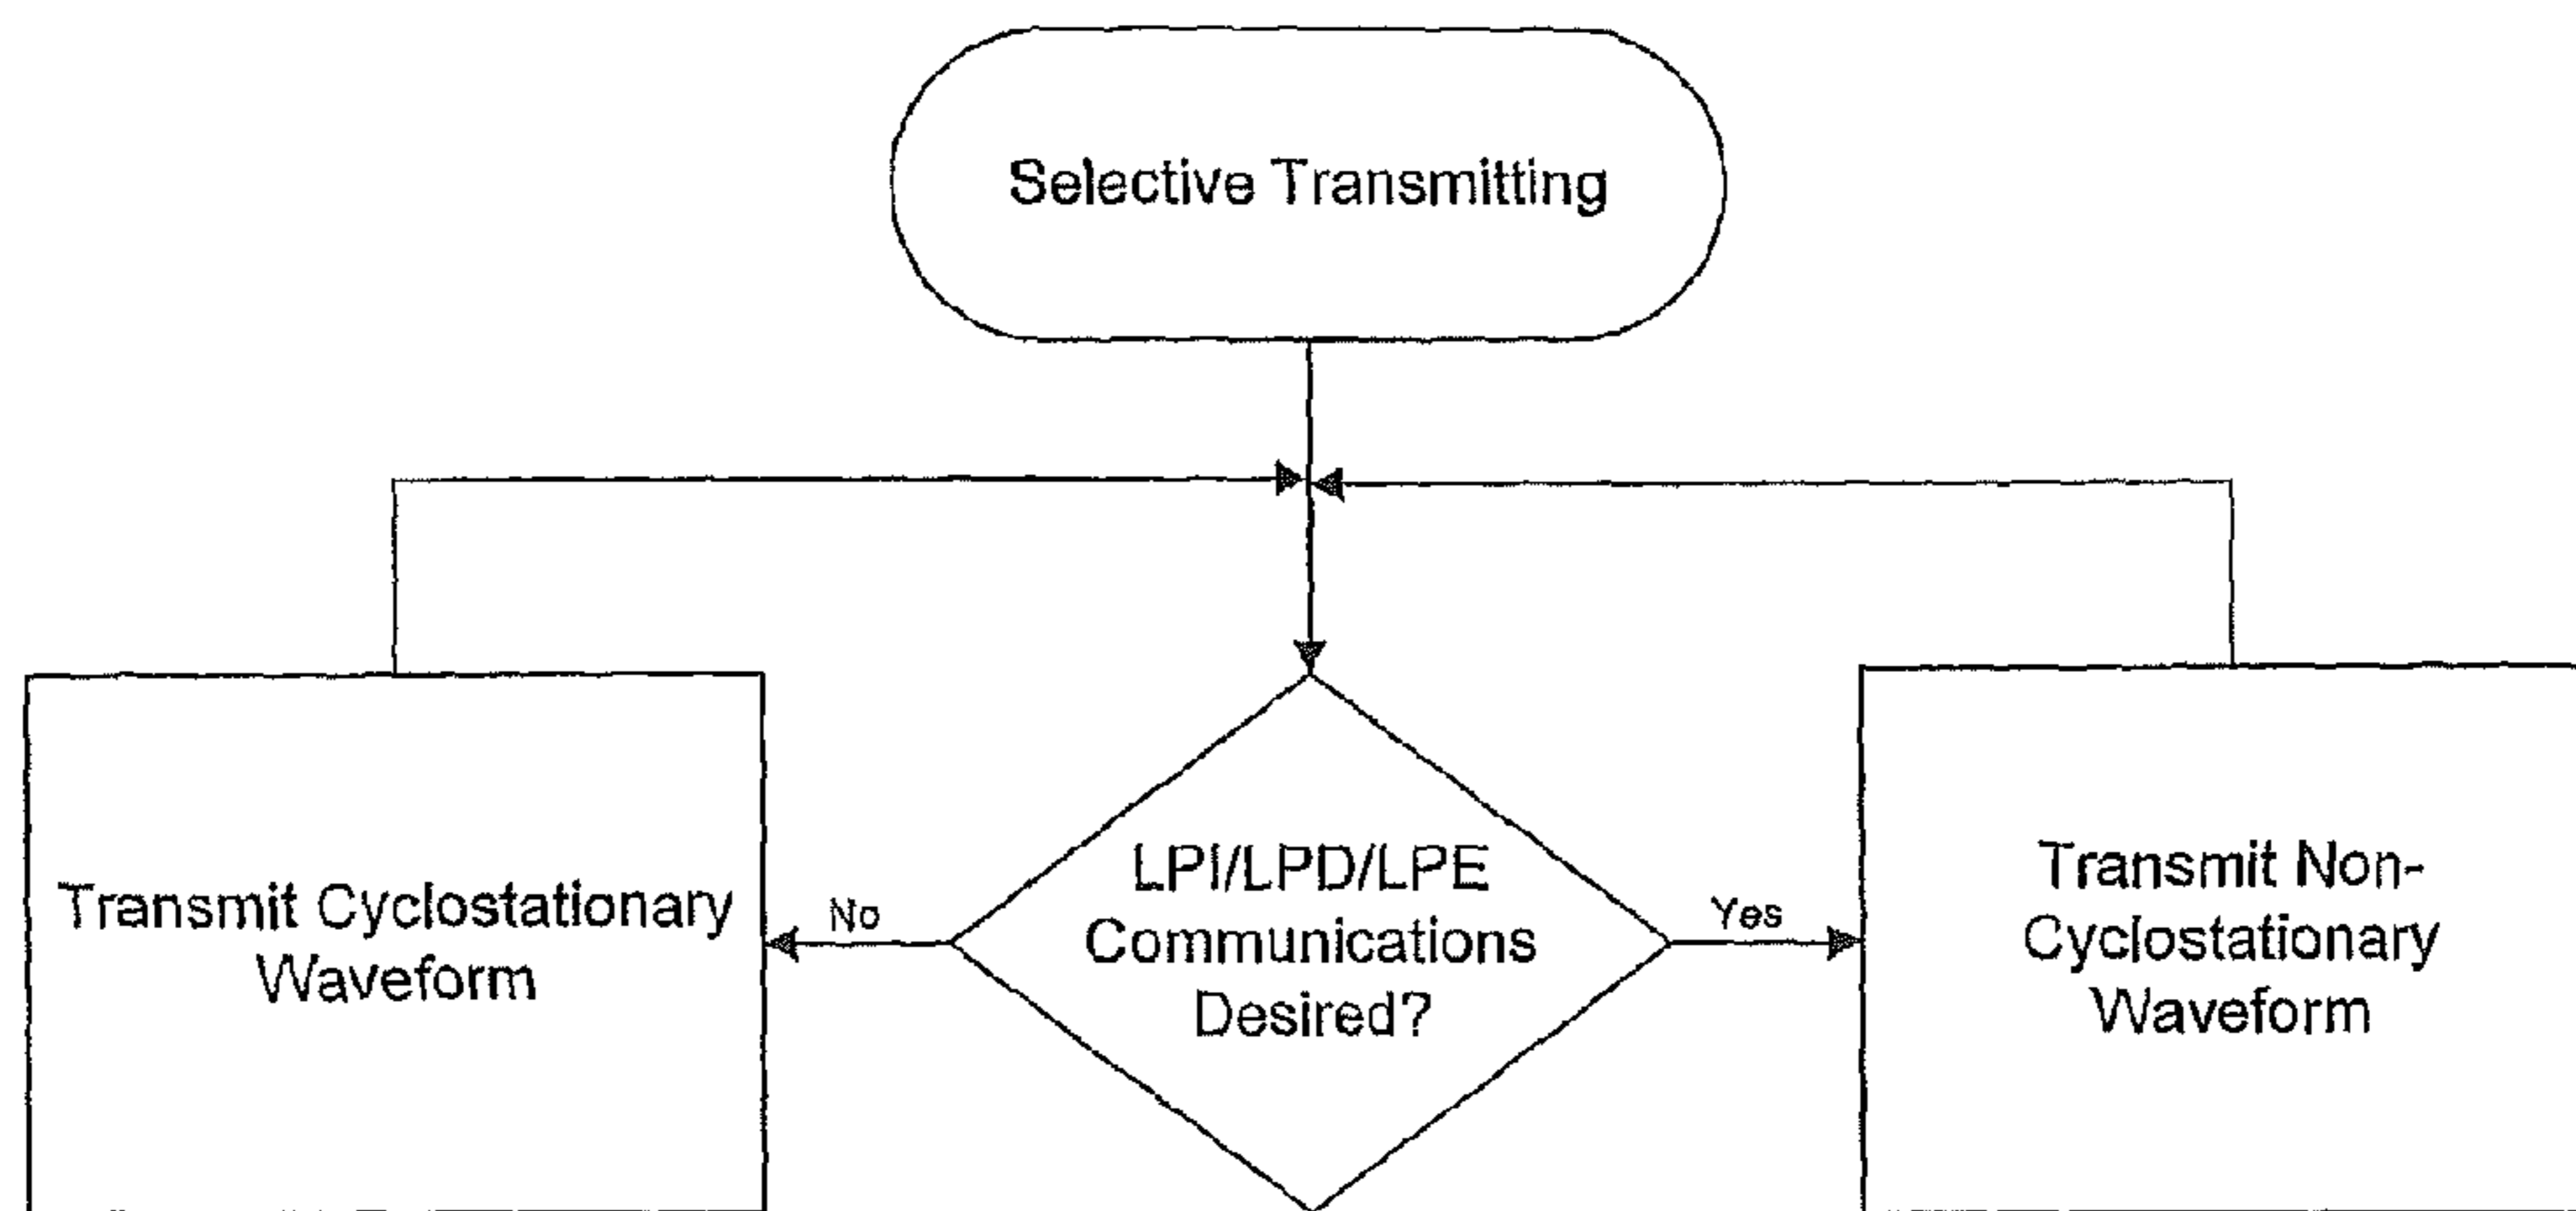 Selective Transmitting
Transmit Cyclostationary
Waveform
No
LPI/LPD/LPE
Communications
Desired?
Yes
Transmit Non-
Cyclostationary
Waveform